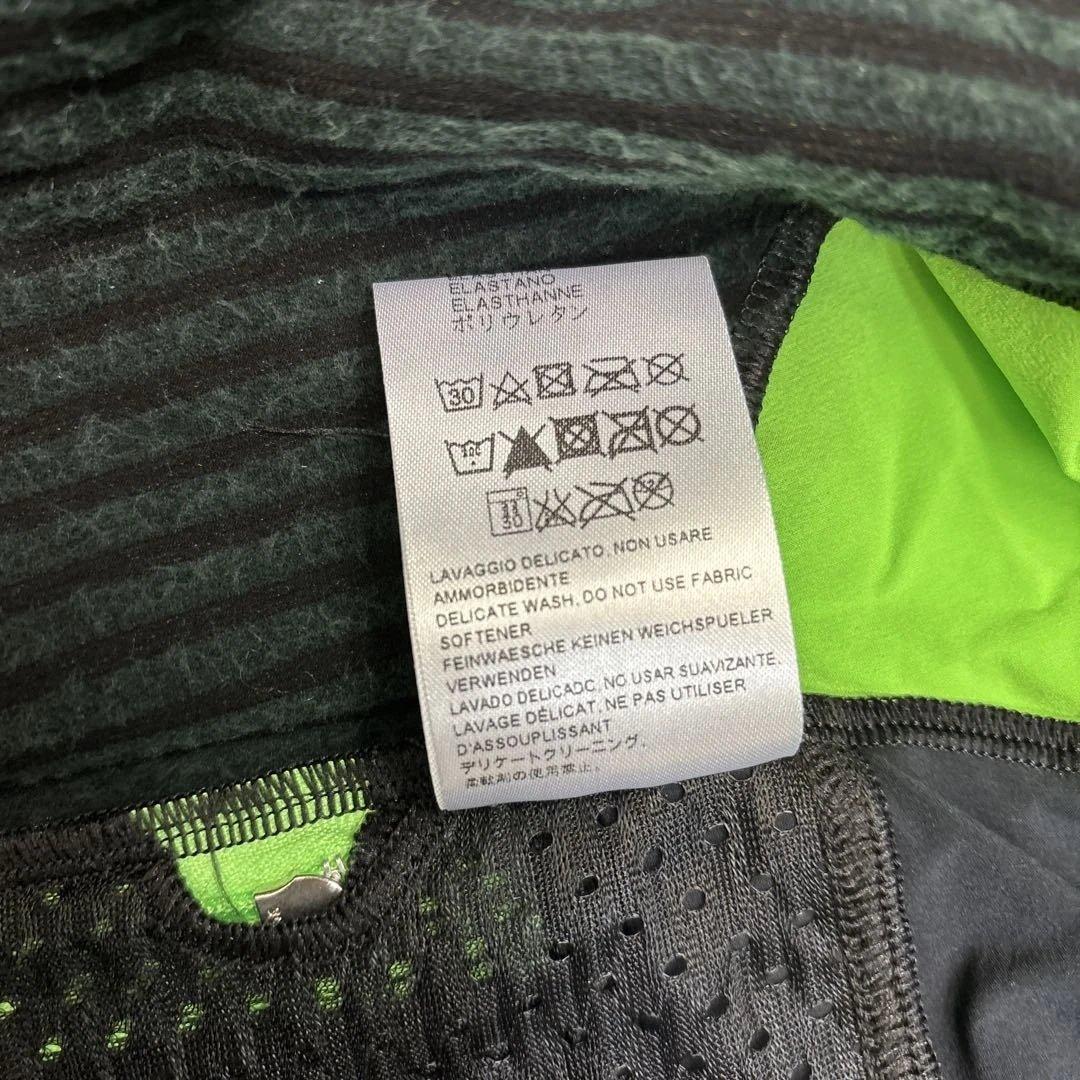 ELASTANO
ELASTHANNE
ポリウレタン
30
30
LAVAGGIO DELICATO, NON USARE
AMMORBIDENTE
DELICATE WASH, DO NOT USE FABRIC
SOFTENER
FEINWAESCHE KEINEN WEICHSPUELER
VERWENDEN
LAVADO DELICADO, NO USAR SUAVIZANTE.
LAVAGE DÉLICAT. NE PAS UTILISER
D'ASSOUPLISSANT
デリケートクリーニング.
柔軟剤の使用禁止.